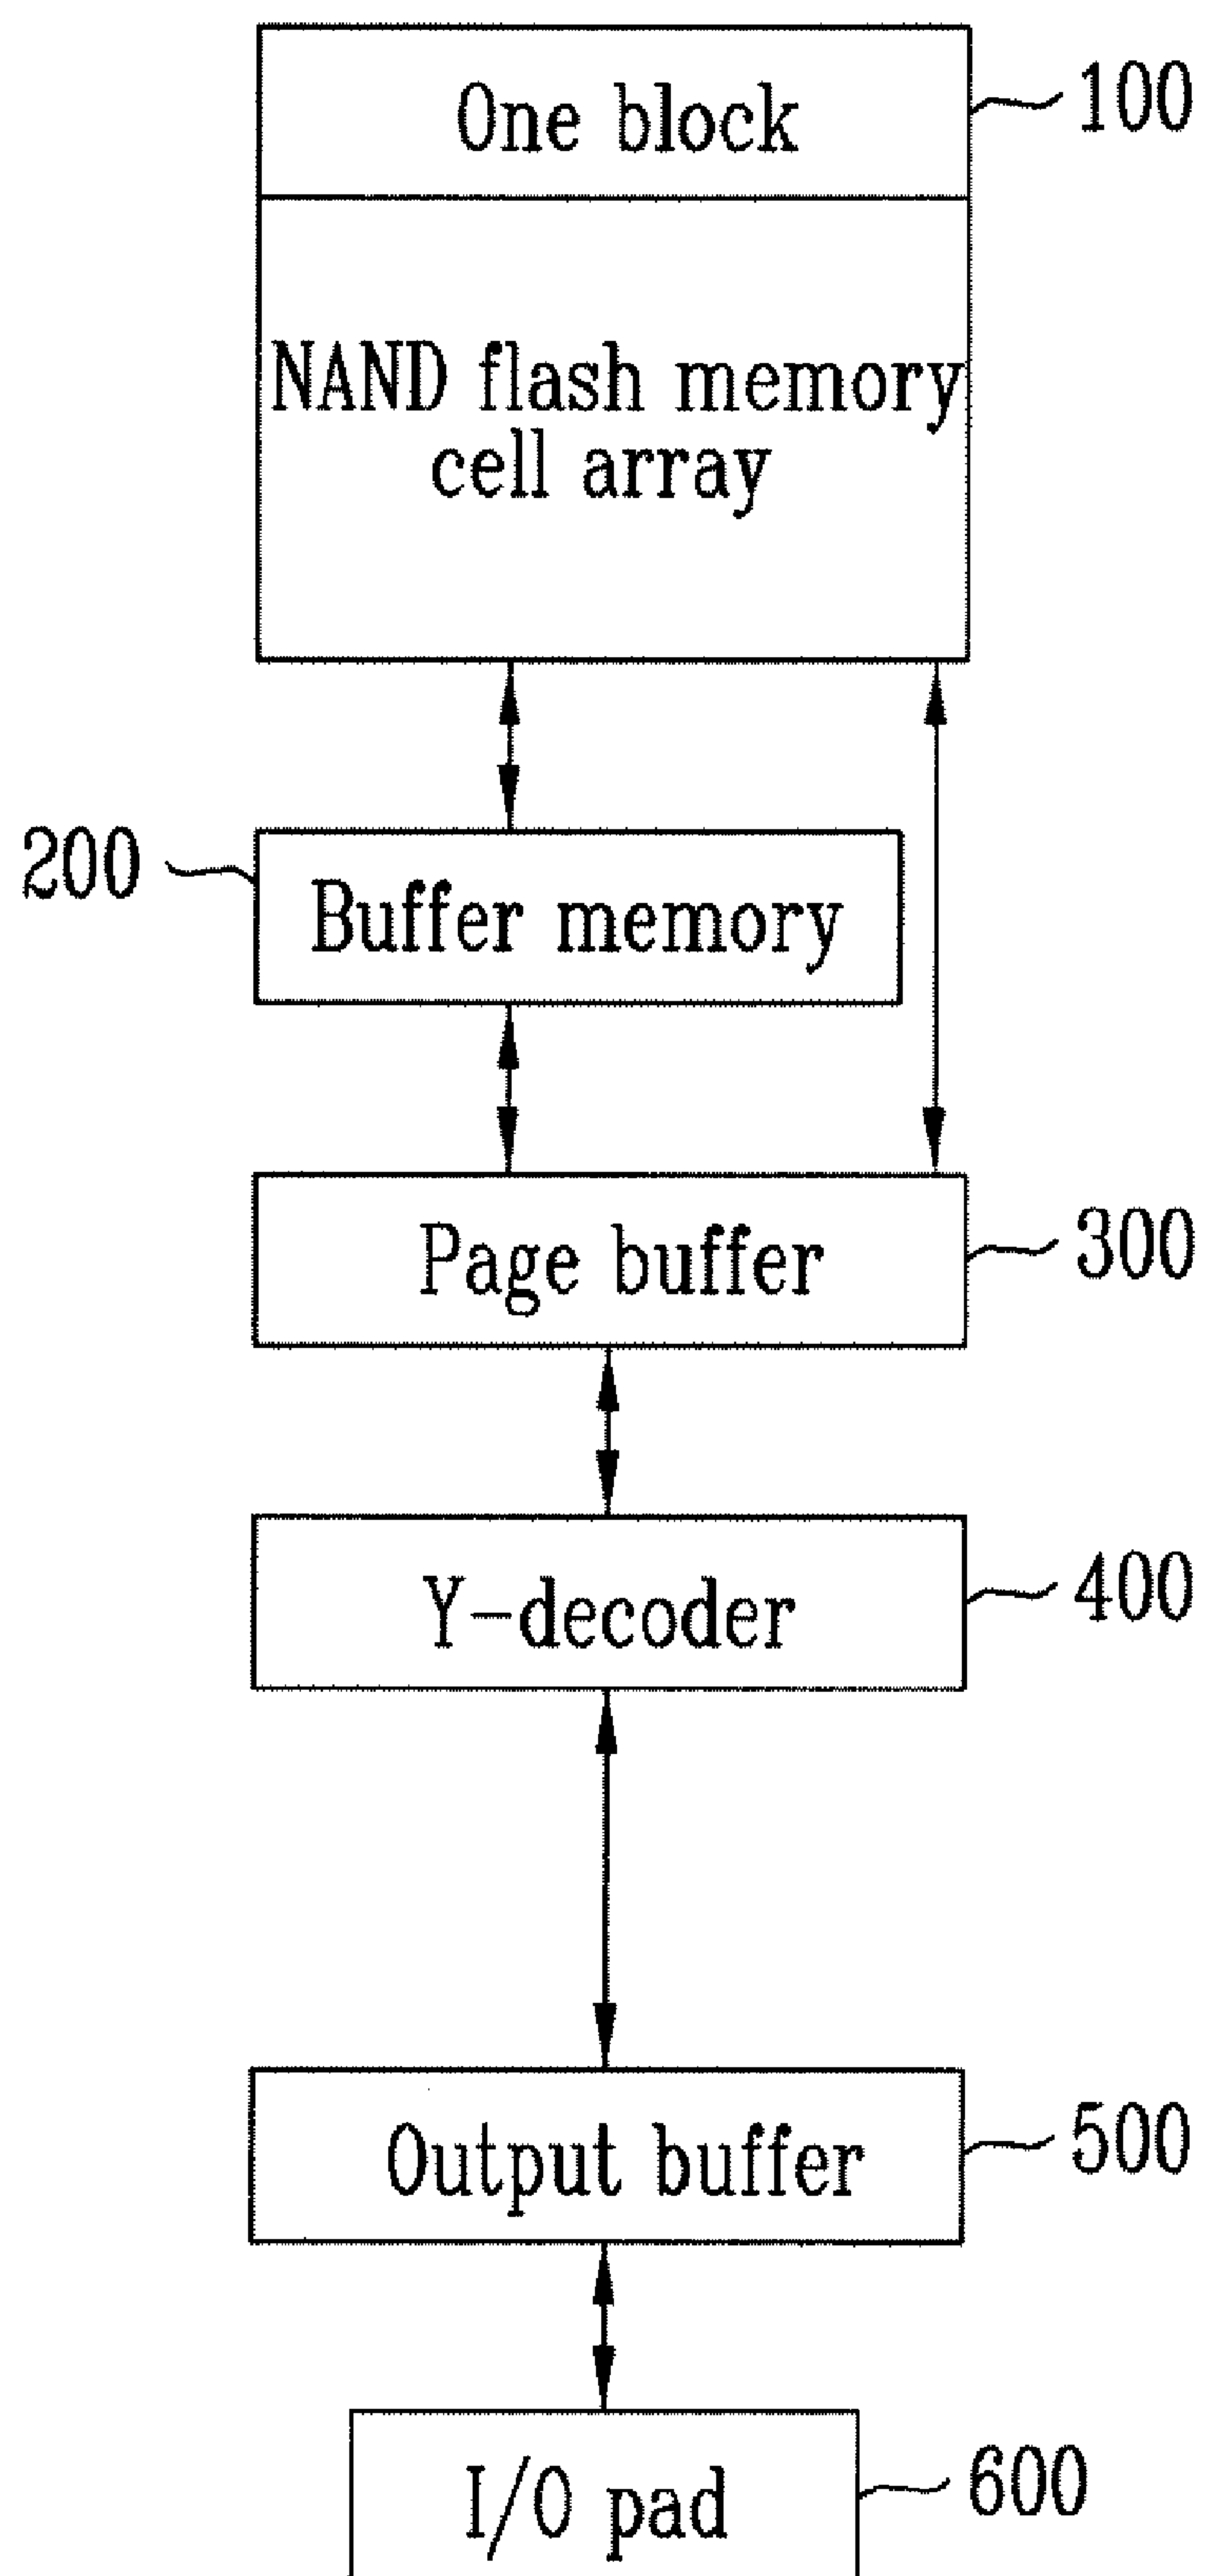 One block
100
NAND flash memory
cell array
200
Buffer memory
Page buffer
300
Y-decoder
400
Output buffer
500
I/O pad
600